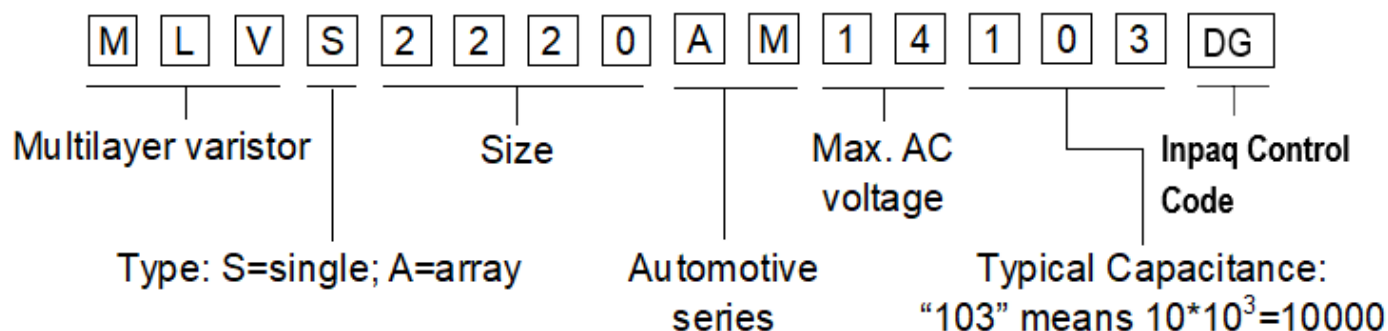 M L V S 2 2 2 0 A M 1 4 1 0 3 DG
Multilayer varistor
Size
Max. AC
voltage
Inpaq Control
Code
Type: S=single; A=array
Automotive
series
Typical Capacitance:
“103” means 10*10³=10000